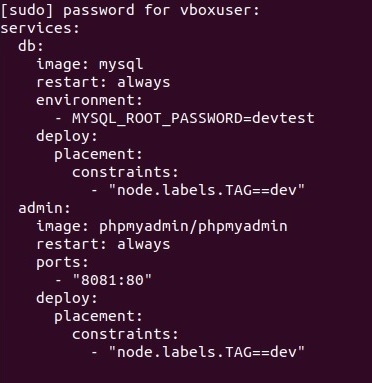 [sudo] password for vboxuser:
services:
  db:
    image: mysql
    restart: always
    environment:
      - MYSQL_ROOT_PASSWORD=devtest
    deploy:
      placement:
        constraints:
          - "node.labels.TAG==dev"
  admin:
    image: phpmyadmin/phpmyadmin
    restart: always
    ports:
      - "8081:80"
    deploy:
      placement:
        constraints:
          - "node.labels.TAG==dev"